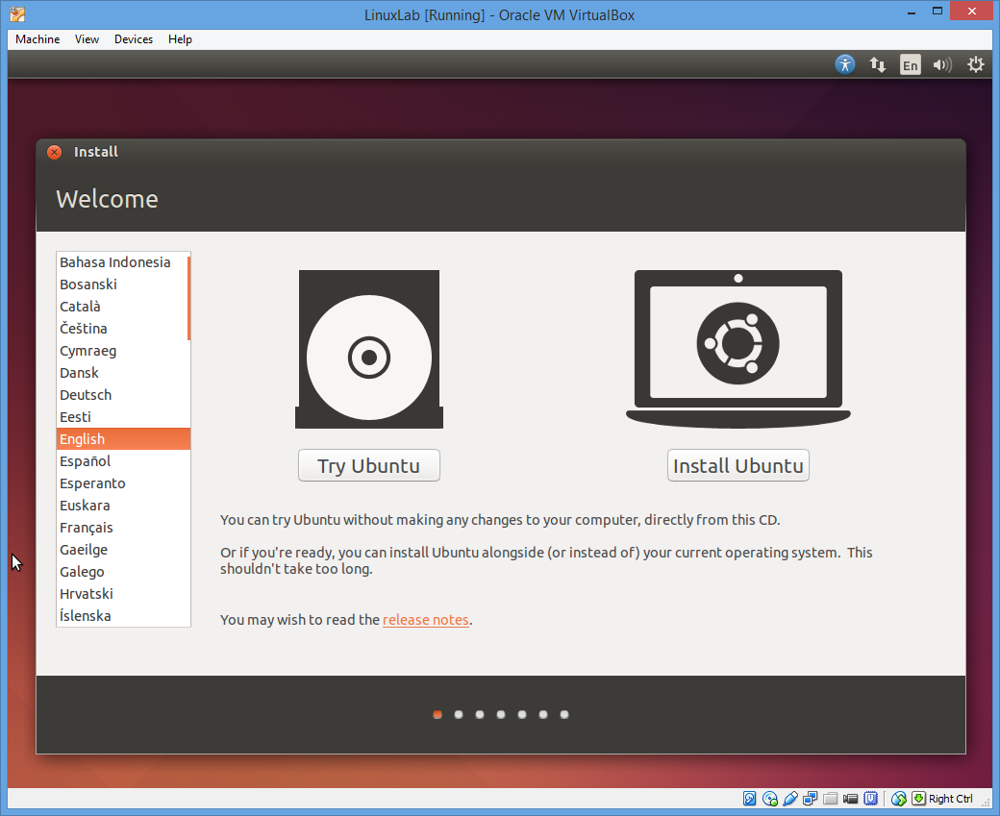 LinuxLab [Running] - Oracle VM VirtualBox
Machine View Devices Help
En
Install
Welcome
Bahasa Indonesia
Bosanski
Català
Čeština
Cymraeg
Dansk
Deutsch
Eesti
English
Español
Esperanto
Euskara
Français
Gaeilge
Galego
Hrvatski
Íslenska
Try Ubuntu
Install Ubuntu
You can try Ubuntu without making any changes to your computer, directly from this CD.
Or if you're ready, you can install Ubuntu alongside (or instead of) your current operating system. This
shouldn't take too long.
You may wish to read the release notes.
Right Ctrl